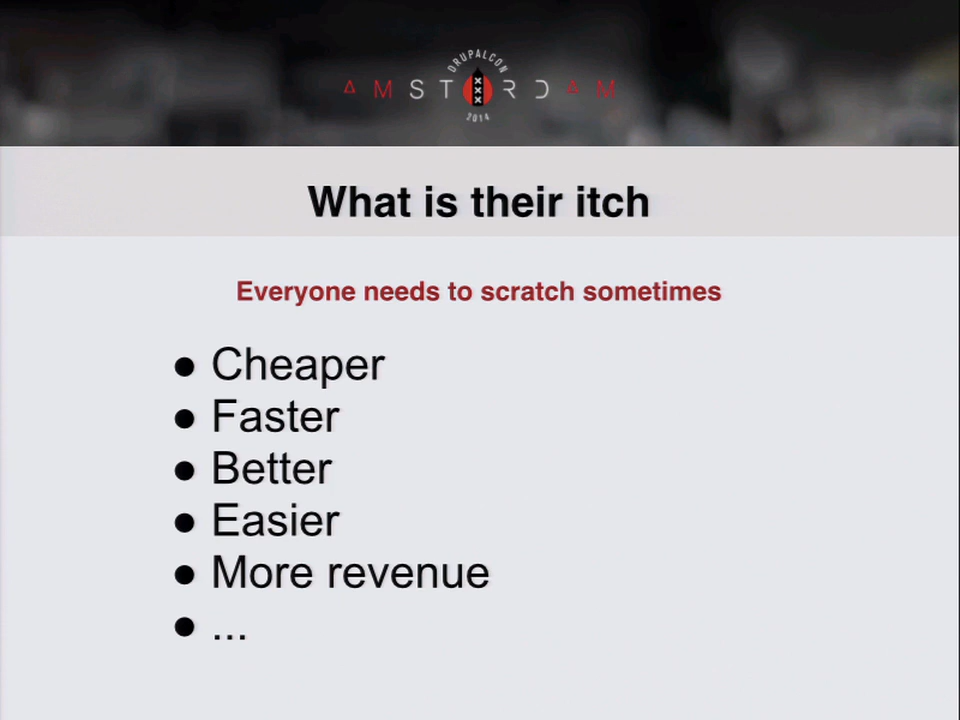 DRUPALCON
AMSTERDAM
2014
What is their itch
Everyone needs to scratch sometimes
● Cheaper
● Faster
● Better
● Easier
● More revenue
● ...